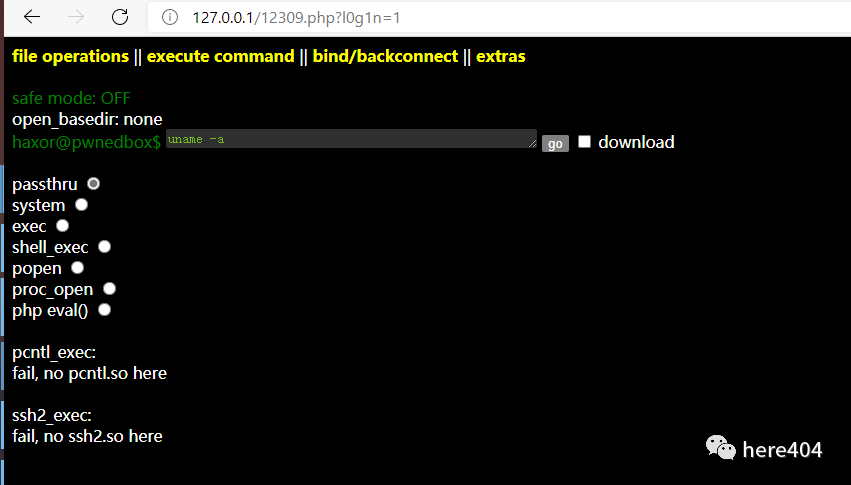 127.0.0.1/12309.php?l0g1n=1
file operations || execute command || bind/backconnect || extras
safe mode: OFF
open_basedir: none
haxor@pwnedbox$ uname -a go download
passthru
system
exec
shell_exec
popen
proc_open
php eval()
pcntl_exec:
fail, no pcntl.so here
ssh2_exec:
fail, no ssh2.so here
here404